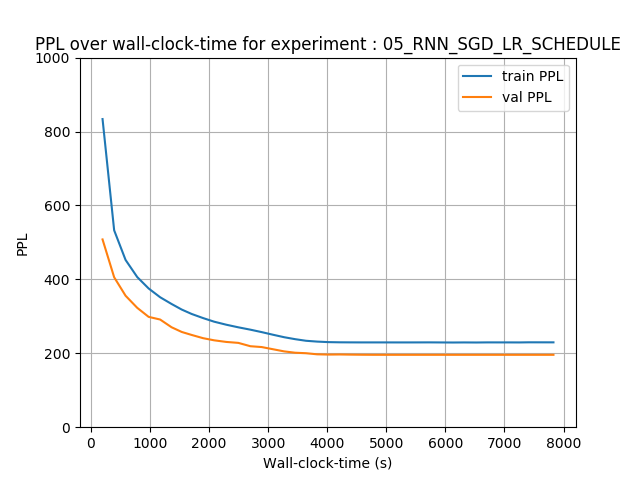 PPL over wall-clock-time for experiment : 05_RNN_SGD_LR_SCHEDULE
1000
800
600
400
200
0
PPL
train PPL
val PPL
0 1000 2000 3000 4000 5000 6000 7000 8000
Wall-clock-time (s)